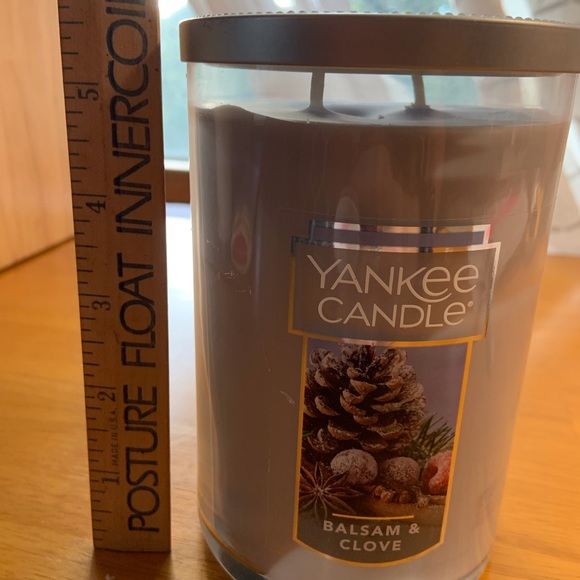 POSTURE FLOAT INNERCOI
MADE IN U.S.A.
1
2
3
4
5
YANKEE
CANDLE®
BALSAM &
CLOVE